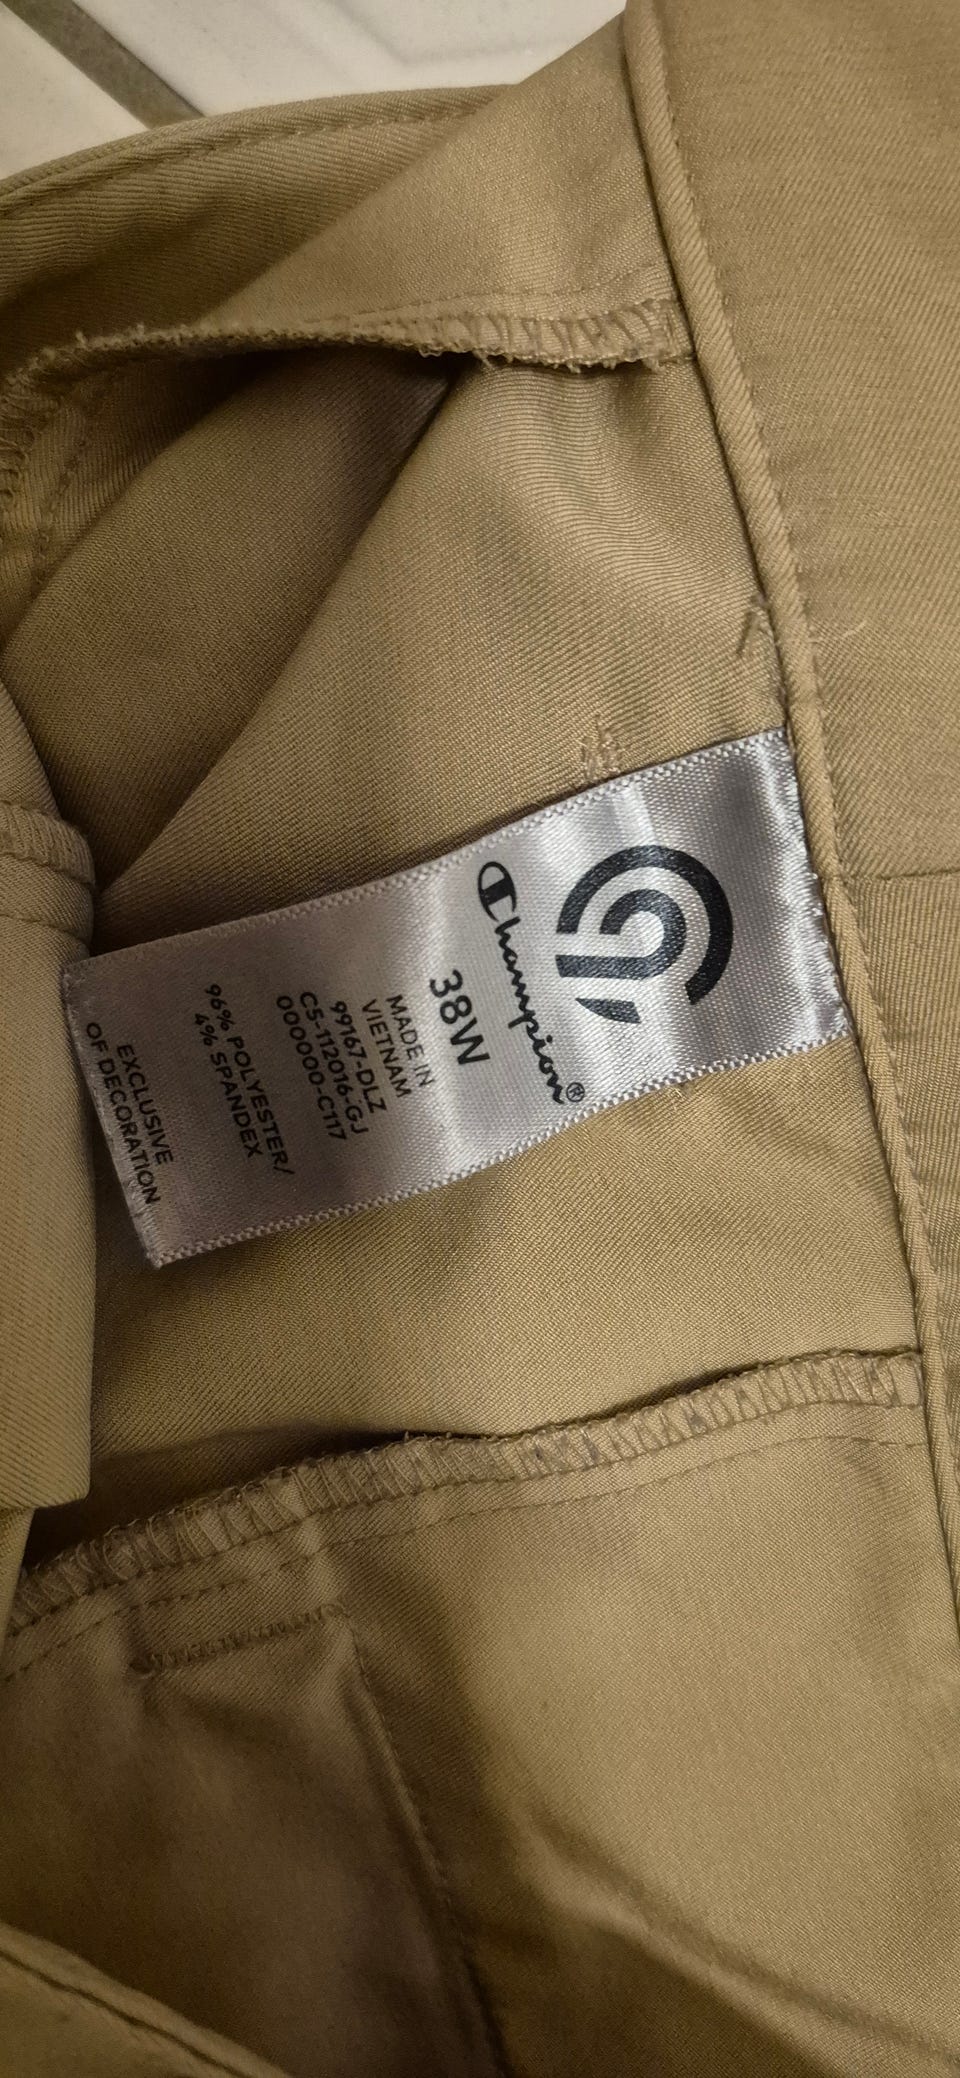 Champion®
38W
MADE IN
VIETNAM
99167-DLZ
CS-112016-GJ
000000-C117
96% POLYESTER/
4% SPANDEX
EXCLUSIVE
OF DECORATION